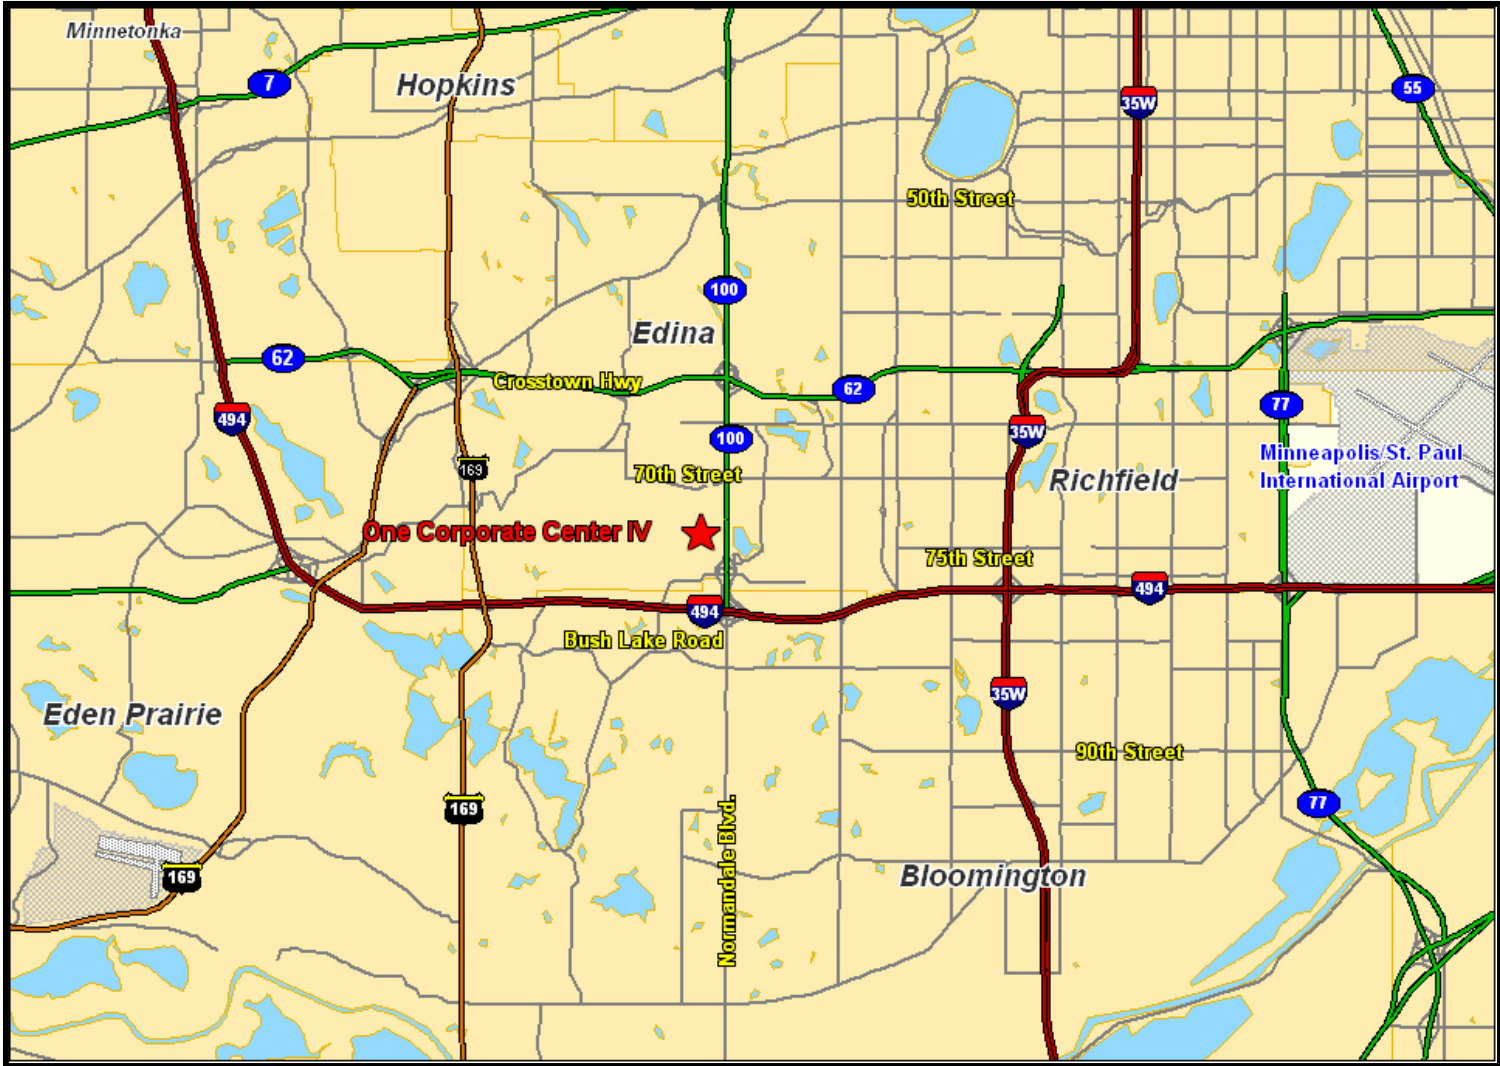 Minnetonka
7
Hopkins
35W
55
50th Street
100
Edina
62
Crosstown Hwy
62
77
494
100
35W
169
70th Street
Minneapolis/St. Paul
International Airport
Richfield
One Corporate Center IV
75th Street
494
494
Bush Lake Road
35W
Eden Prairie
90th Street
169
77
Normandale Blvd.
169
Bloomington